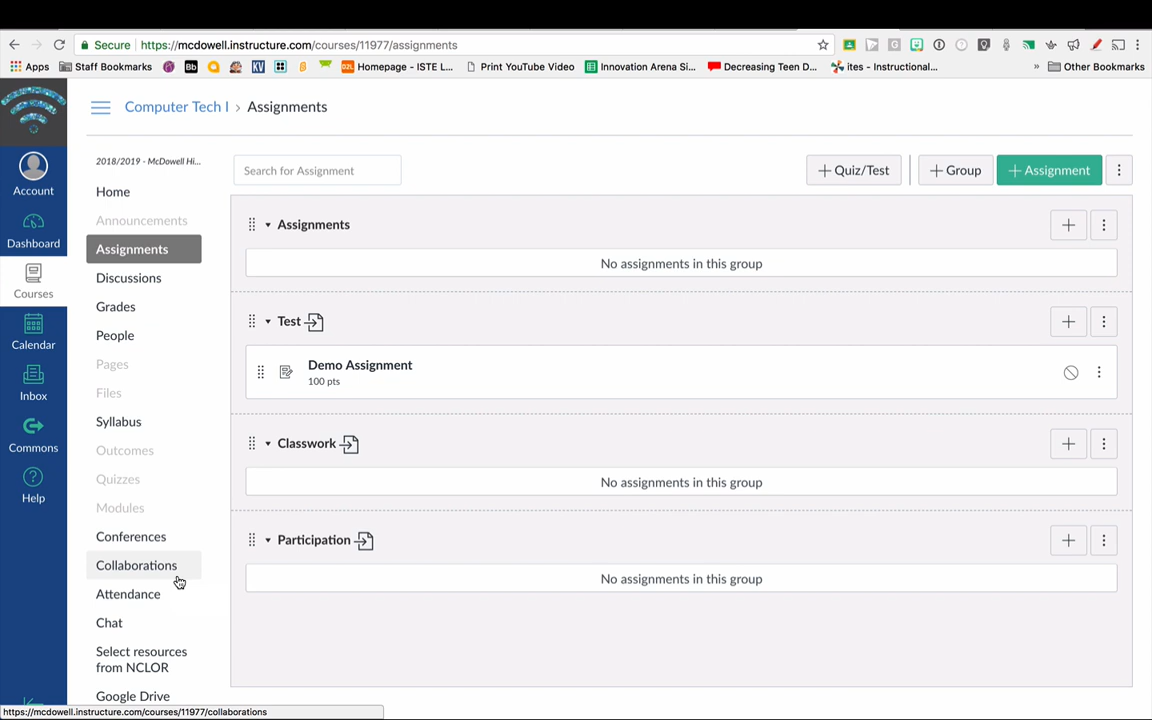 Secure
https://mcdowell.instructure.com/courses/11977/assignments
Apps
Staff Bookmarks
Bb
KV
D2L
Homepage - ISTE L...
Print YouTube Video
Innovation Arena Si...
Decreasing Teen D...
ites - Instructional...
»
Other Bookmarks
Computer Tech I › Assignments
Account
Dashboard
Courses
Calendar
Inbox
Commons
Help
2018/2019 - McDowell Hi...
Home
Announcements
Assignments
Discussions
Grades
People
Pages
Files
Syllabus
Outcomes
Quizzes
Modules
Conferences
Collaborations
Attendance
Chat
Select resources
from NCLOR
Google Drive
Search for Assignment
+ Quiz/Test
+ Group
+ Assignment
Assignments
No assignments in this group
Test
Demo Assignment
100 pts
Classwork
No assignments in this group
Participation
No assignments in this group
https://mcdowell.instructure.com/courses/11977/collaborations